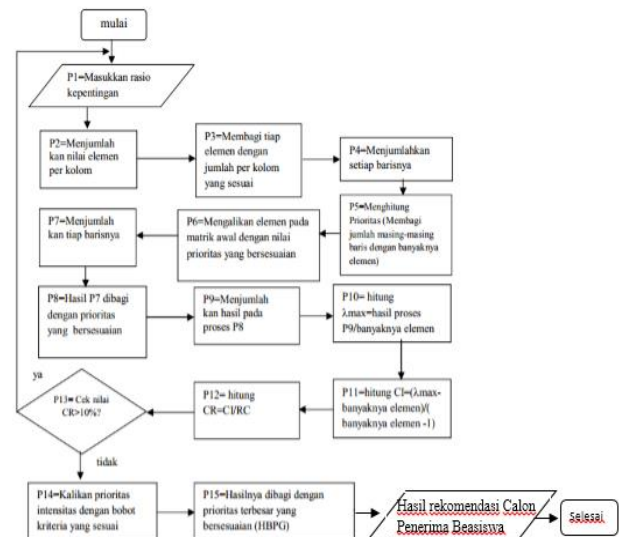 mulai
P1=Masukkan rasio
kepentingan
P2=Menjumlah
kan nilai elemen
per kolom
P3=Membagi tiap
elemen dengan
jumlah per kolom
yang sesuai
P4=Menjumlahkan
setiap barisnya
P5=Menghitung
Prioritas (Membagi
jumlah masing-masing
baris dengan banyaknya
elemen)
P6=Mengalikan elemen pada
matrik awal dengan nilai
prioritas yang bersesuaian
P7=Menjumlah
kan tiap barisnya
P8=Hasil P7 dibagi
dengan prioritas
yang bersesuaian
P9=Menjumlah
kan hasil pada
proses P8
P10= hitung
λmax=hasil proses
P9/banyaknya elemen
P11=hitung CI=(λmax-
banyaknya elemen)/(
banyaknya elemen -1)
P12= hitung
CR=CI/RC
P13= Cek nilai
CR>10%?
ya
tidak
P14=Kalikan prioritas
intensitas dengan bobot
kriteria yang sesuai
P15=Hasilnya dibagi dengan
prioritas terbesar yang
bersesuaian (HBPG)
Hasil rekomendasi Calon
Penerima Beasisya
Selesai